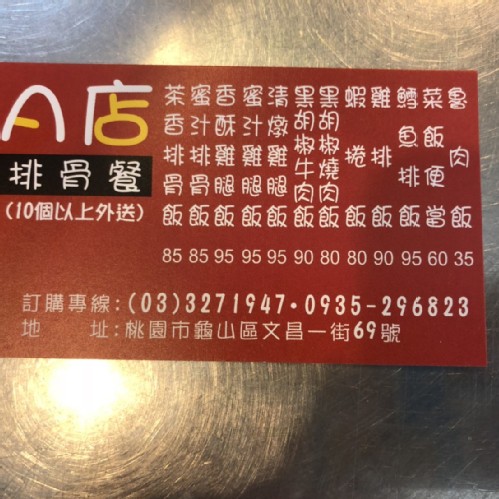 A店
排骨餐
(10個以上外送)
茶香排骨飯 85
蜜汁排骨飯 85
香酥雞腿飯 95
蜜汁雞腿飯 95
清燉雞腿飯 95
黑胡椒牛肉飯 90
黑胡椒燒肉飯 80
蝦捲飯 80
雞排飯 90
鱈魚排飯 95
菜飯便當 60
魯肉飯 35
訂購專線:(03)3271947•0935-296823
地 址:桃園市龜山區文昌一街69號